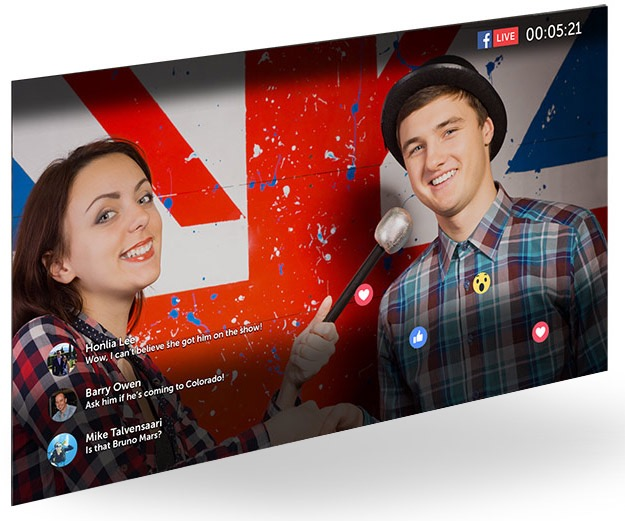 f LIVE 00:05:21
Honlia Lee
Wow, I can't believe she got him on the show!
Barry Owen
Ask him if he's coming to Colorado!
Mike Talvensaari
Is that Bruno Mars?